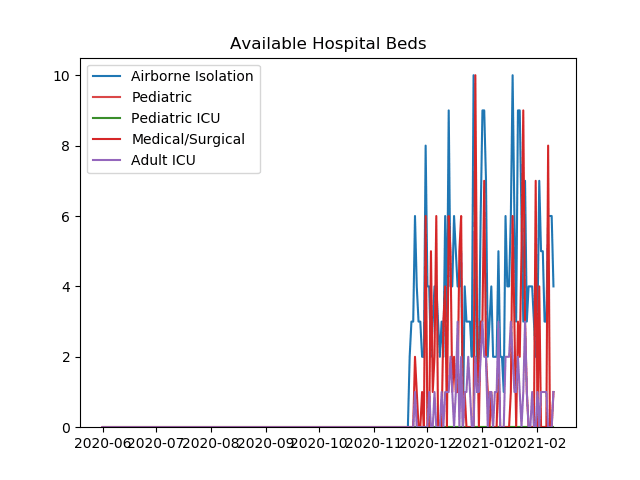 Available Hospital Beds
10
8
6
4
2
0
Airborne Isolation
Pediatric
Pediatric ICU
Medical/Surgical
Adult ICU
2020-06 2020-07 2020-08 2020-09 2020-10 2020-11 2020-12 2021-01 2021-02